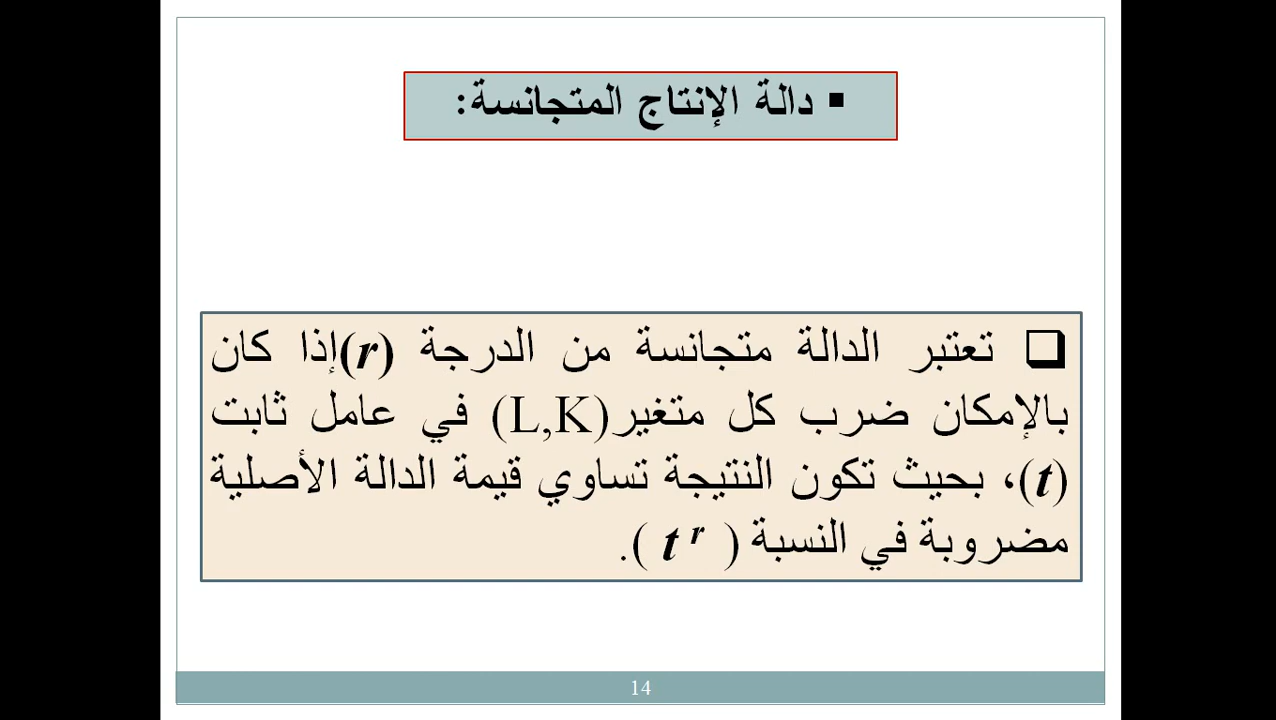 ▪ دالة الإنتاج المتجانسة:
❑ تعتبر الدالة متجانسة من الدرجة (r)إذا كان
بالإمكان ضرب كل متغير(L,K) في عامل ثابت
(t)، بحيث تكون النتيجة تساوي قيمة الدالة الأصلية
مضروبة في النسبة ( t ʳ ).
14